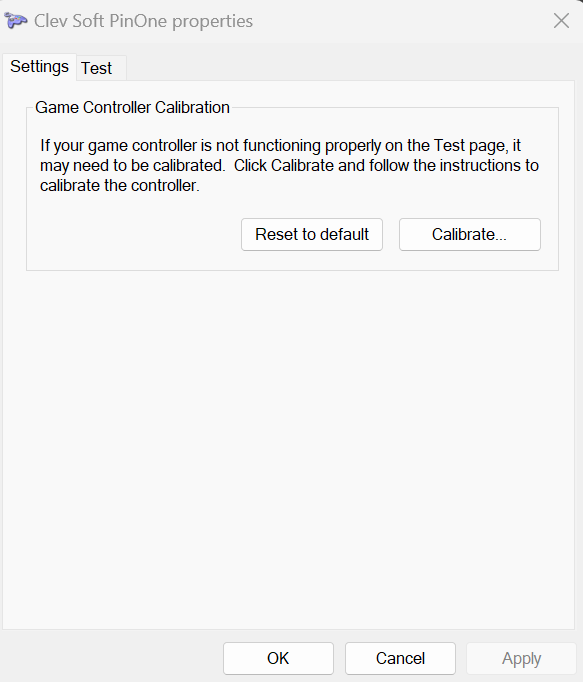 Clev Soft PinOne properties
Settings
Test
Game Controller Calibration
If your game controller is not functioning properly on the Test page, it
may need to be calibrated.  Click Calibrate and follow the instructions to
calibrate the controller.
Reset to default
Calibrate...
OK
Cancel
Apply